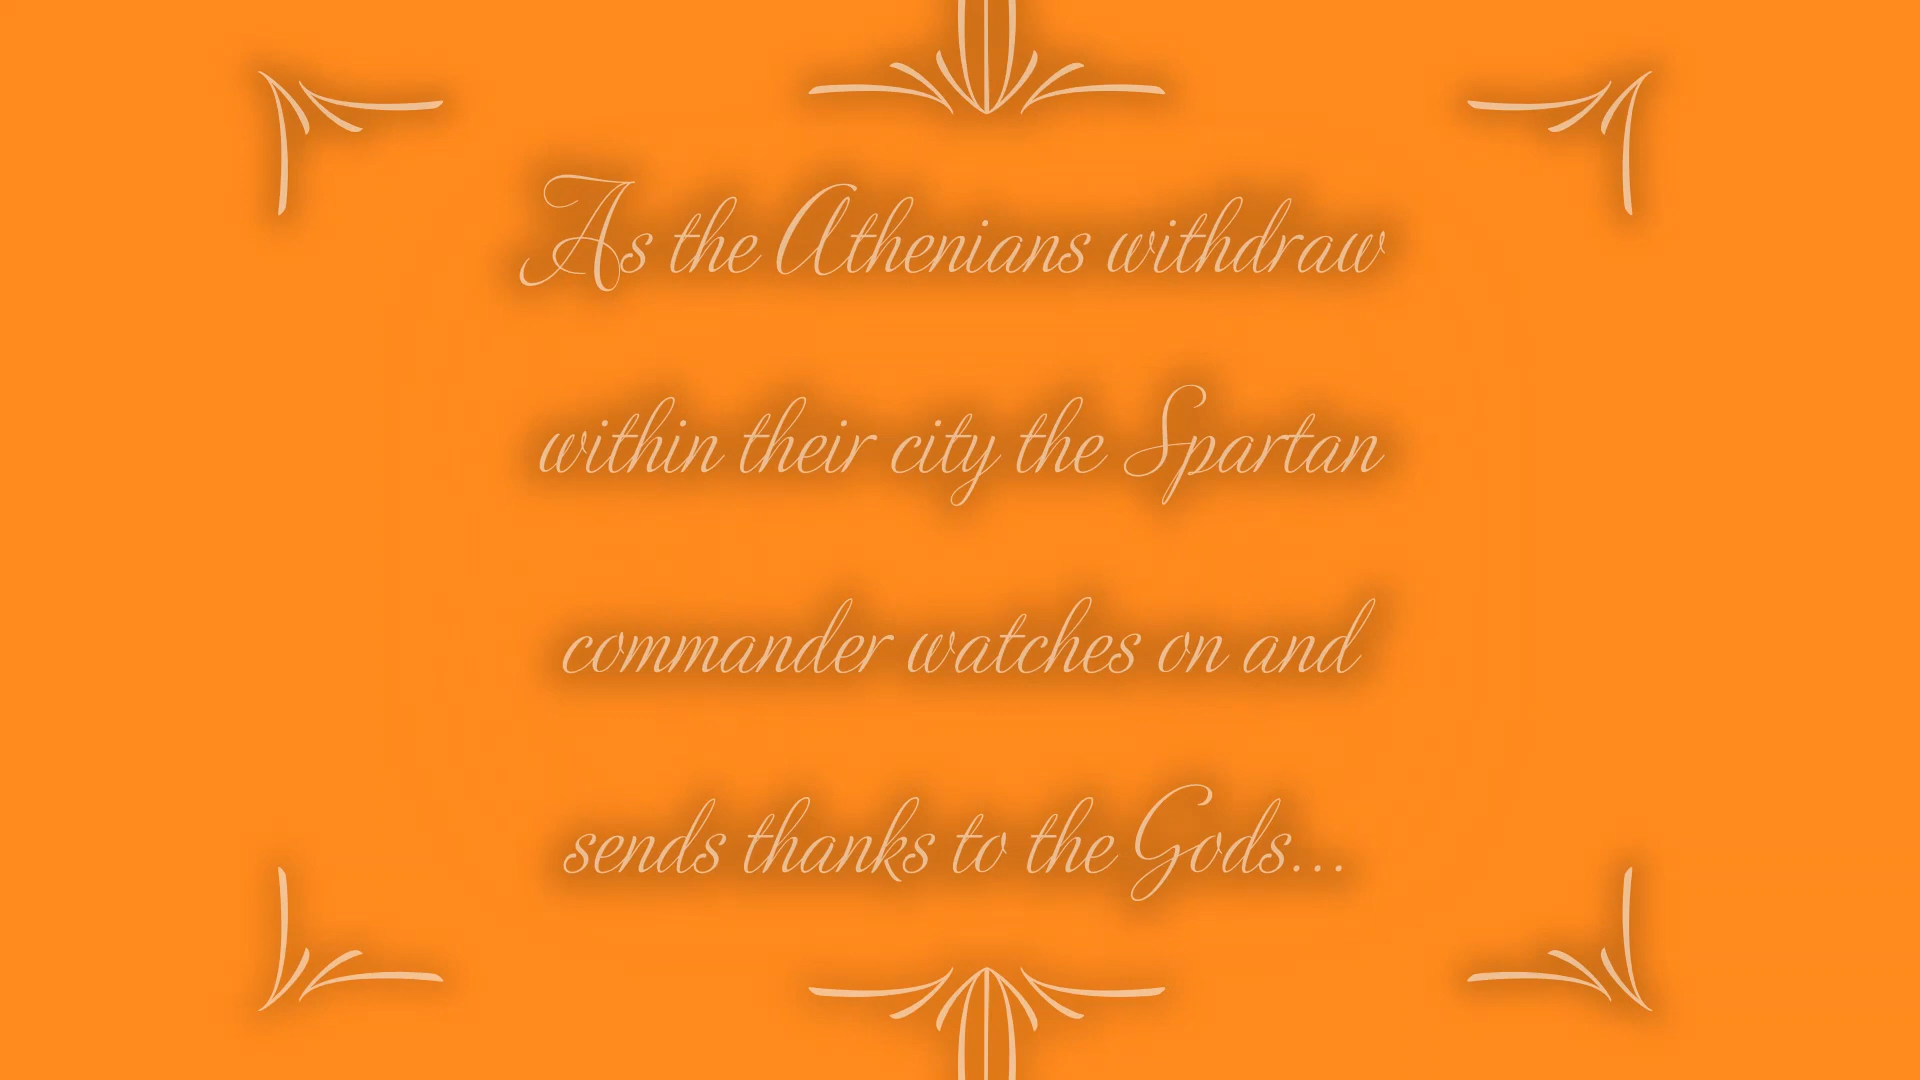 As the Athenians withdraw
within their city the Spartan
commander watches on and
sends thanks to the Gods...